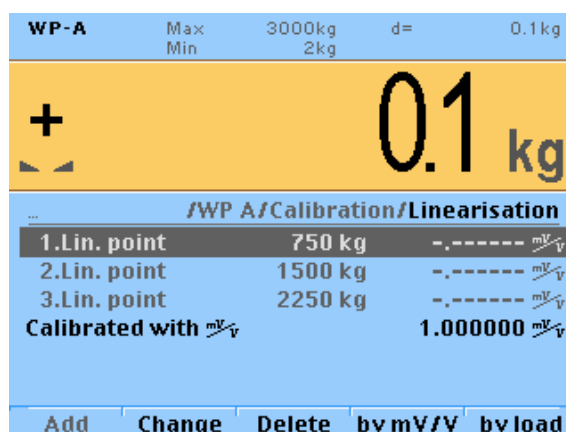 WP-A Max 3000kg d= 0.1kg
Min 2kg
+ 0.1 kg
... /WP A/Calibration/Linearisation
1.Lin. point 750 kg -.------ mV/V
2.Lin. point 1500 kg -.------ mV/V
3.Lin. point 2250 kg -.------ mV/V
Calibrated with mV/V 1.000000 mV/V
Add Change Delete by mV/V by load